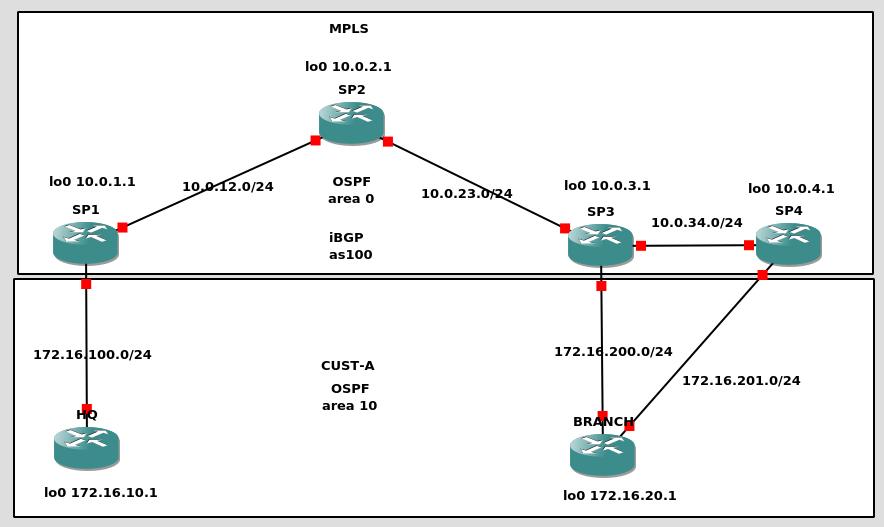 MPLS
lo0 10.0.2.1
SP2
lo0 10.0.1.1
SP1
10.0.12.0/24
OSPF
area 0
iBGP
as100
10.0.23.0/24
lo0 10.0.3.1
SP3
10.0.34.0/24
lo0 10.0.4.1
SP4
172.16.100.0/24
CUST-A
OSPF
area 10
172.16.200.0/24
172.16.201.0/24
HQ
lo0 172.16.10.1
BRANCH
lo0 172.16.20.1